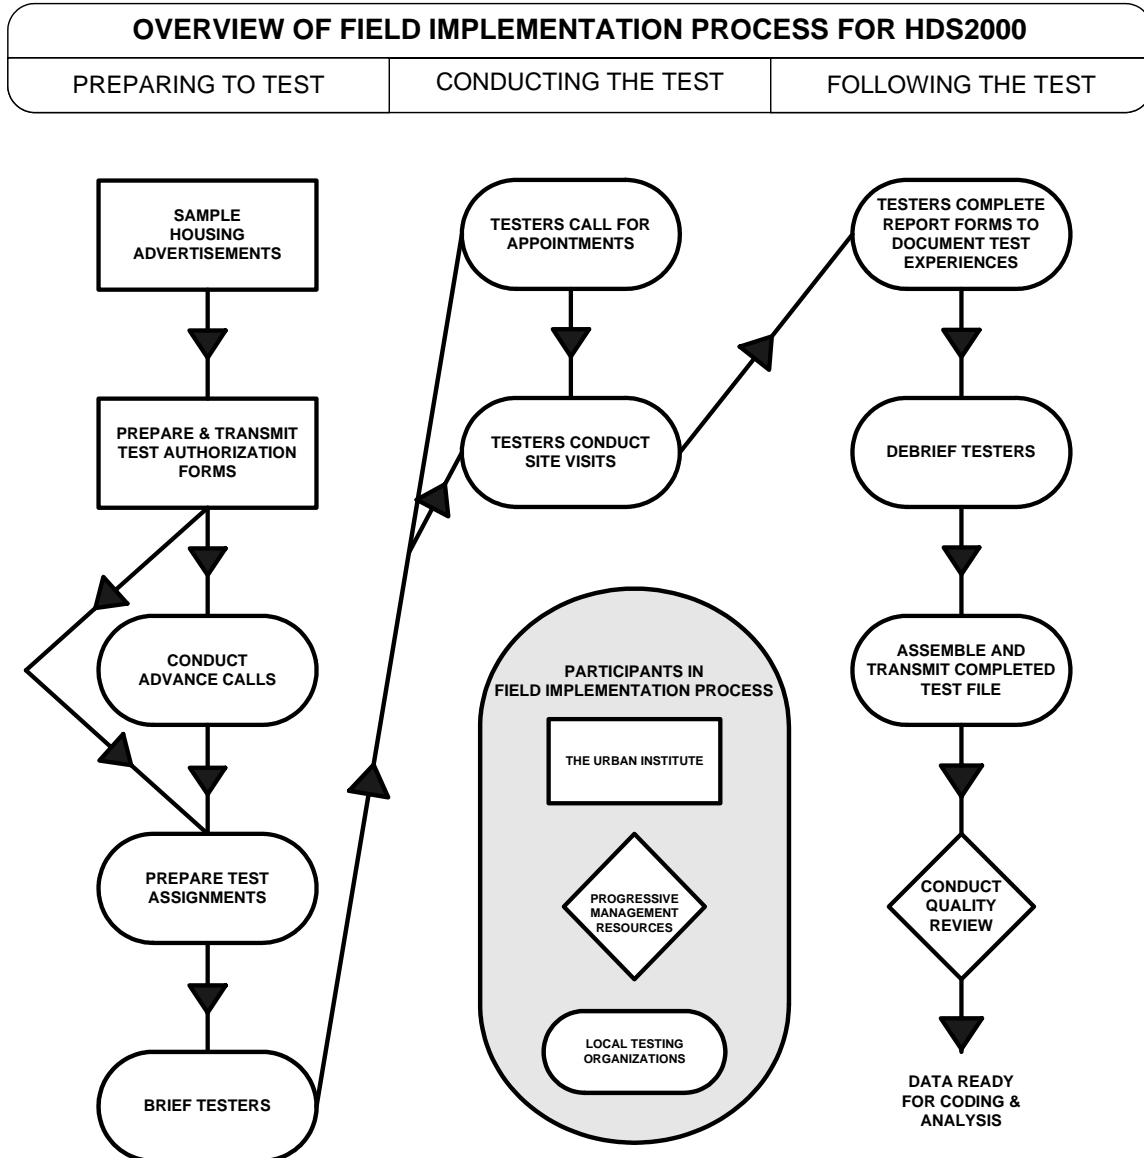 OVERVIEW OF FIELD IMPLEMENTATION PROCESS FOR HDS2000
PREPARING TO TEST
CONDUCTING THE TEST
FOLLOWING THE TEST
SAMPLE
HOUSING
ADVERTISEMENTS
PREPARE & TRANSMIT
TEST AUTHORIZATION
FORMS
CONDUCT
ADVANCE CALLS
PREPARE TEST
ASSIGNMENTS
BRIEF TESTERS
TESTERS CALL FOR
APPOINTMENTS
TESTERS CONDUCT
SITE VISITS
PARTICIPANTS IN
FIELD IMPLEMENTATION PROCESS
THE URBAN INSTITUTE
PROGRESSIVE
MANAGEMENT
RESOURCES
LOCAL TESTING
ORGANIZATIONS
TESTERS COMPLETE
REPORT FORMS TO
DOCUMENT TEST
EXPERIENCES
DEBRIEF TESTERS
ASSEMBLE AND
TRANSMIT COMPLETED
TEST FILE
CONDUCT
QUALITY
REVIEW
DATA READY
FOR CODING &
ANALYSIS